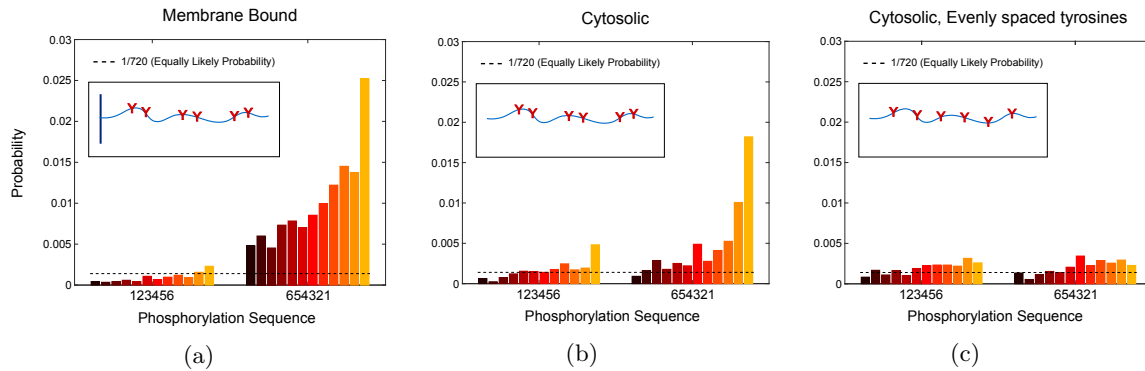 Membrane Bound
0.03
0.025
0.02
0.015
0.01
0.005
0
Probability
1/720 (Equally Likely Probability)
Y Y Y Y Y Y
123456 654321
Phosphorylation Sequence
(a)
Cytosolic
0.03
0.025
0.02
0.015
0.01
0.005
0
1/720 (Equally Likely Probability)
Y Y Y Y Y Y
123456 654321
Phosphorylation Sequence
(b)
Cytosolic, Evenly spaced tyrosines
0.03
0.025
0.02
0.015
0.01
0.005
0
1/720 (Equally Likely Probability)
Y Y Y Y Y Y
123456 654321
Phosphorylation Sequence
(c)